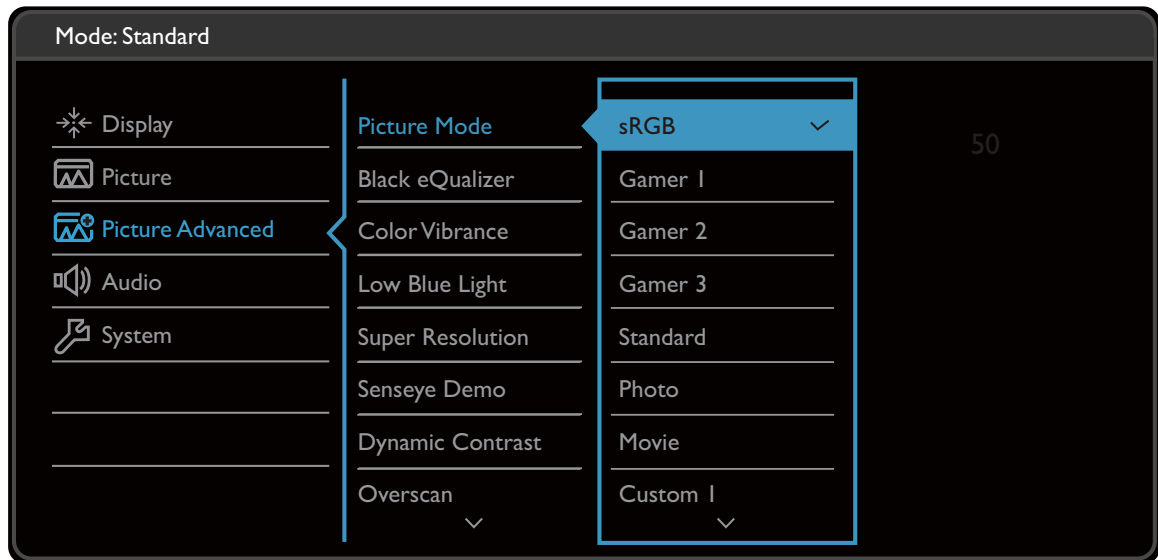 Mode: Standard
Display
Picture
Picture Advanced
Audio
System
Picture Mode
Black eQualizer
Color Vibrance
Low Blue Light
Super Resolution
Senseye Demo
Dynamic Contrast
Overscan
sRGB
Gamer 1
Gamer 2
Gamer 3
Standard
Photo
Movie
Custom 1
50